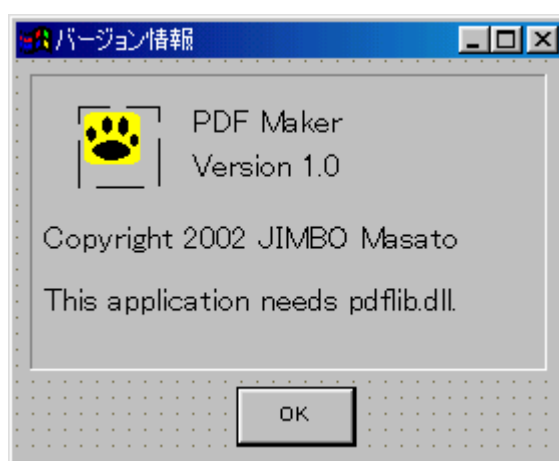 バージョン情報
PDF Maker
Version 1.0
Copyright 2002 JIMBO Masato
This application needs pdflib.dll.
OK